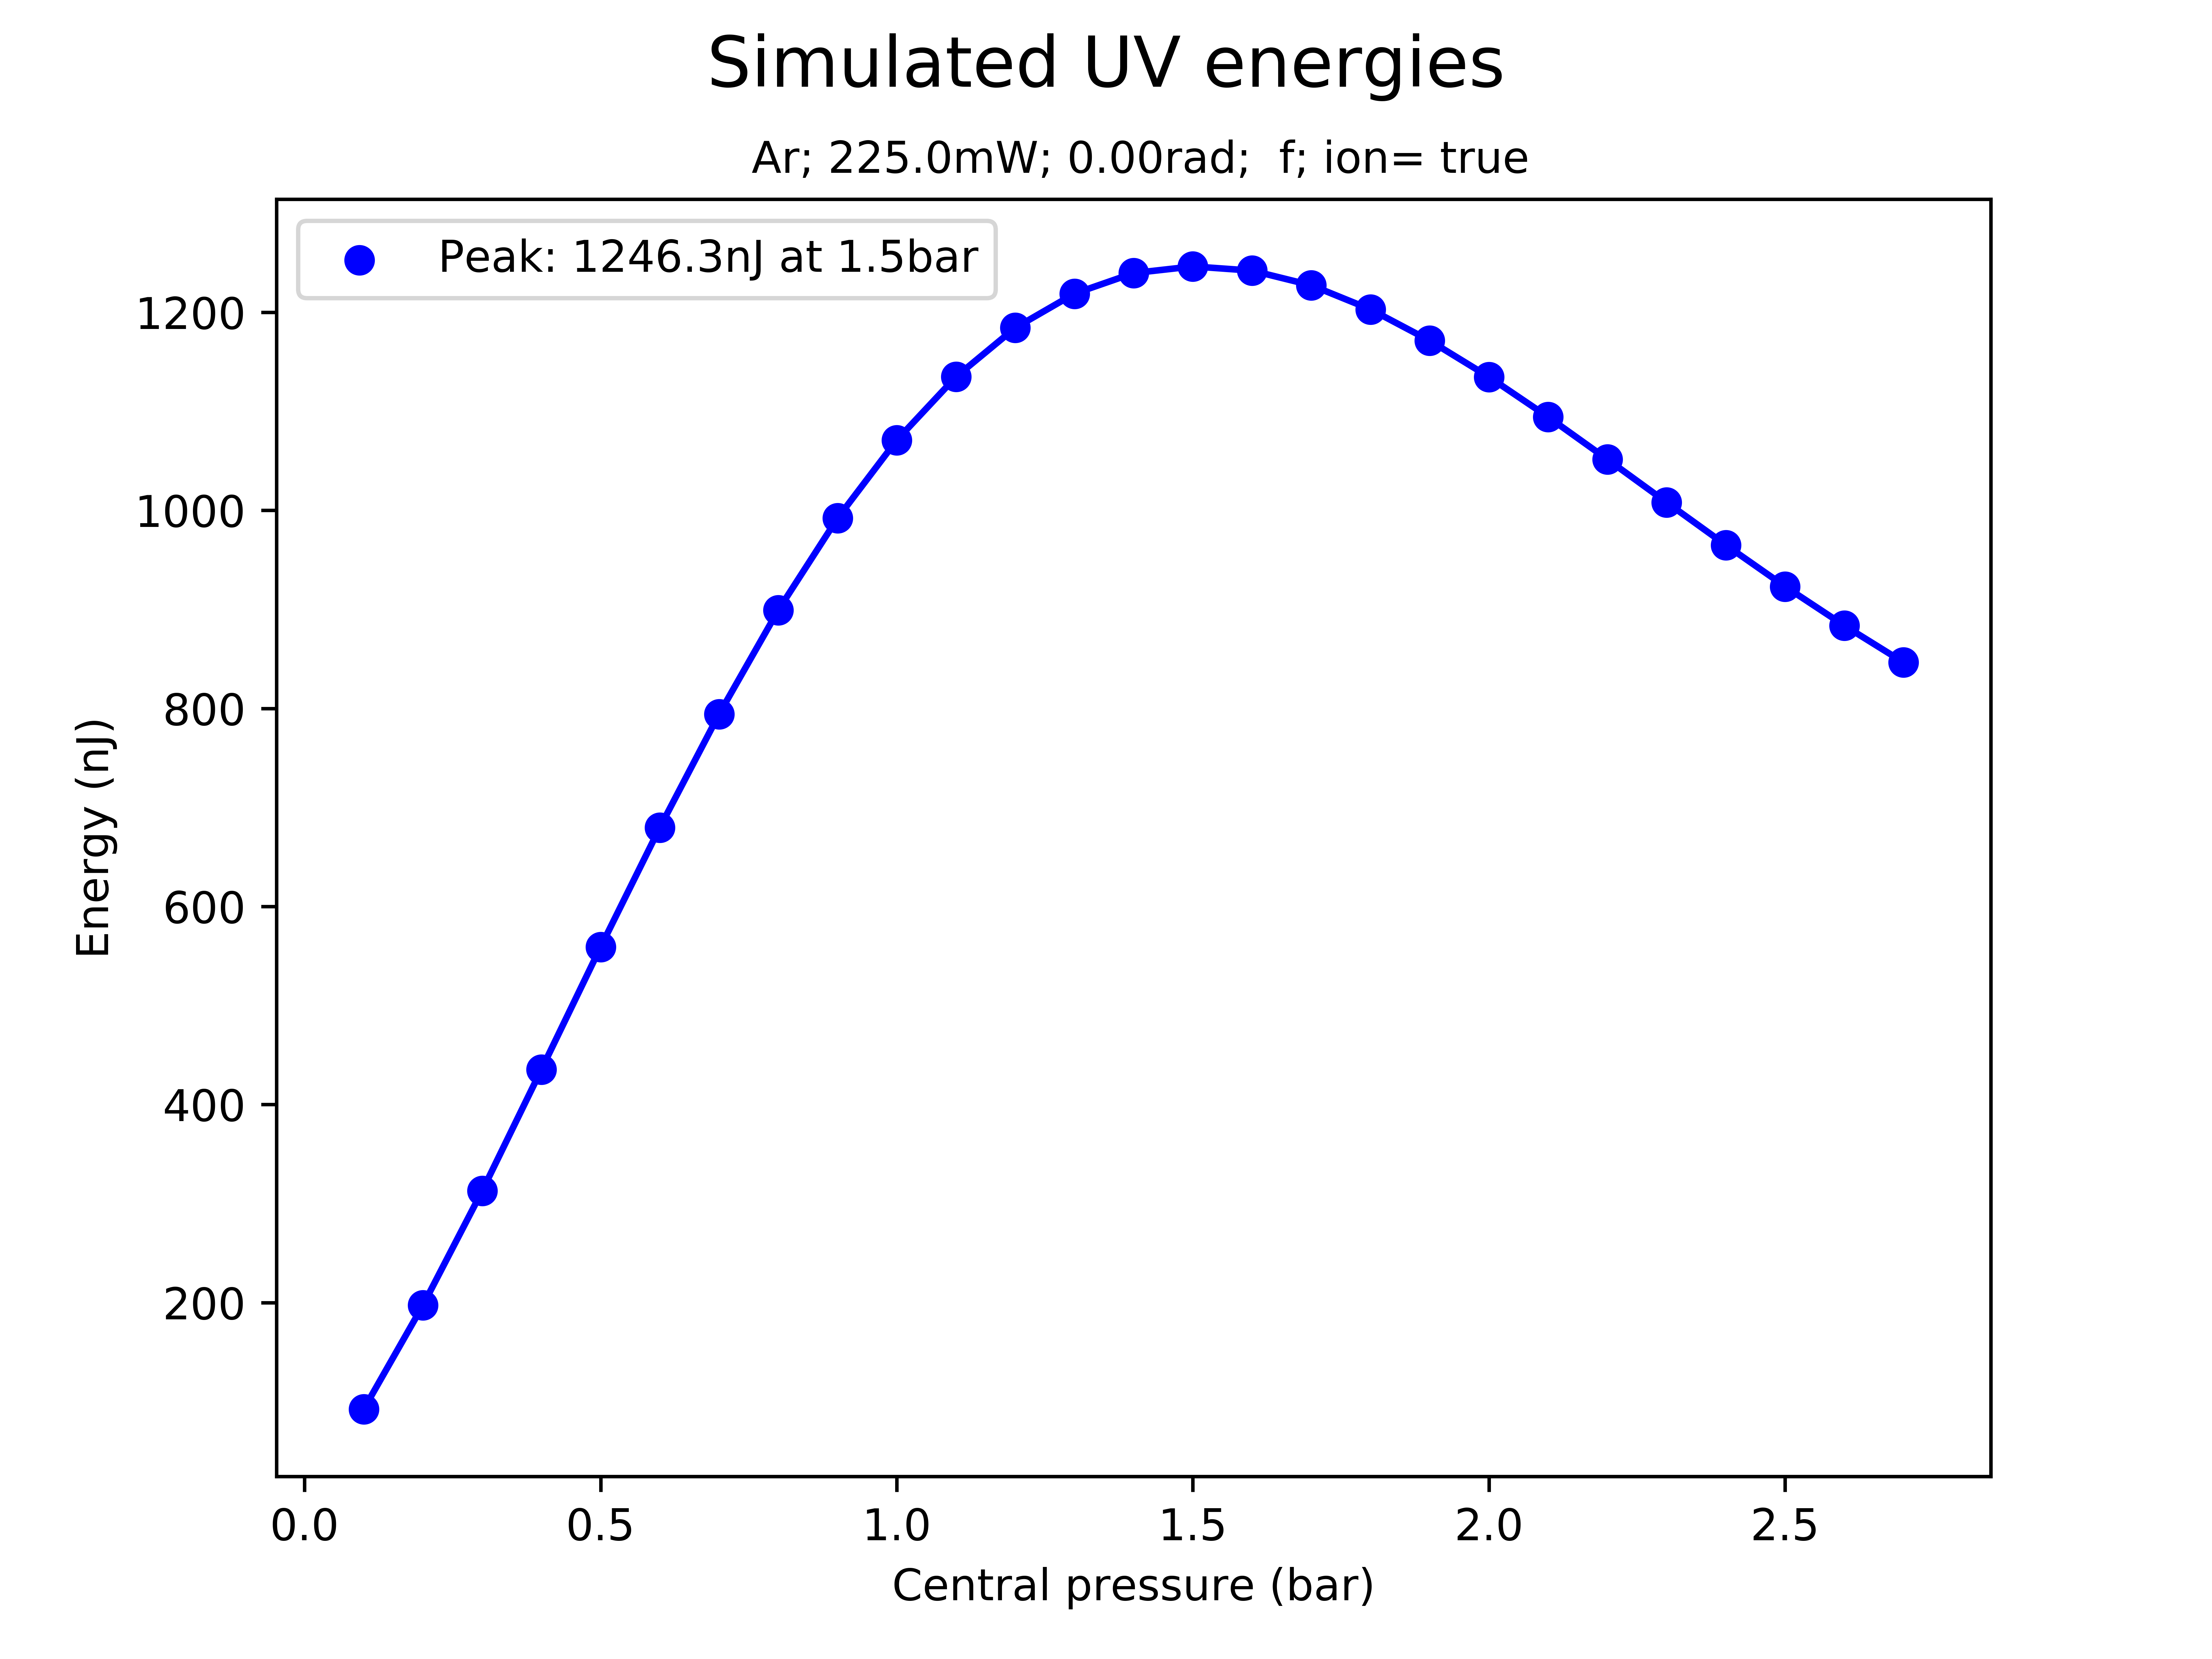 Simulated UV energies
Ar; 225.0mW; 0.00rad;  f; ion= true
Peak: 1246.3nJ at 1.5bar
1200
1000
800
600
400
200
Energy (nJ)
0.0 0.5 1.0 1.5 2.0 2.5
Central pressure (bar)